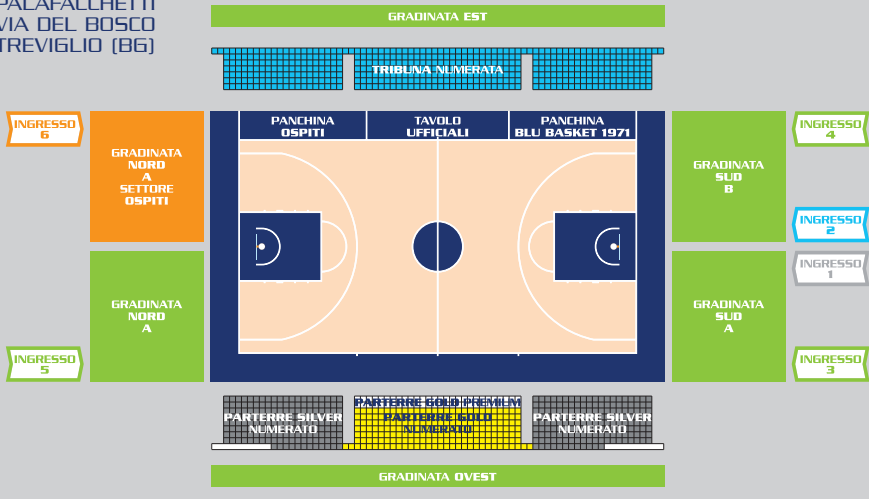 PALAFACCHETTI
VIA DEL BOSCO
TREVIGLIO (BG)
GRADINATA EST
TRIBUNA NUMERATA
INGRESSO
6
GRADINATA
NORD
A
SETTORE
OSPITI
PANCHINA
OSPITI
TAVOLO
UFFICIALI
PANCHINA
BLU BASKET 1971
GRADINATA
SUD
B
INGRESSO
4
INGRESSO
2
INGRESSO
1
GRADINATA
NORD
A
GRADINATA
SUD
A
INGRESSO
5
INGRESSO
3
PARTERRE SILVER
NUMERATO
PARTERRE GOLD PREMIUM
PARTERRE GOLD
NUMERATO
PARTERRE SILVER
NUMERATO
GRADINATA OVEST